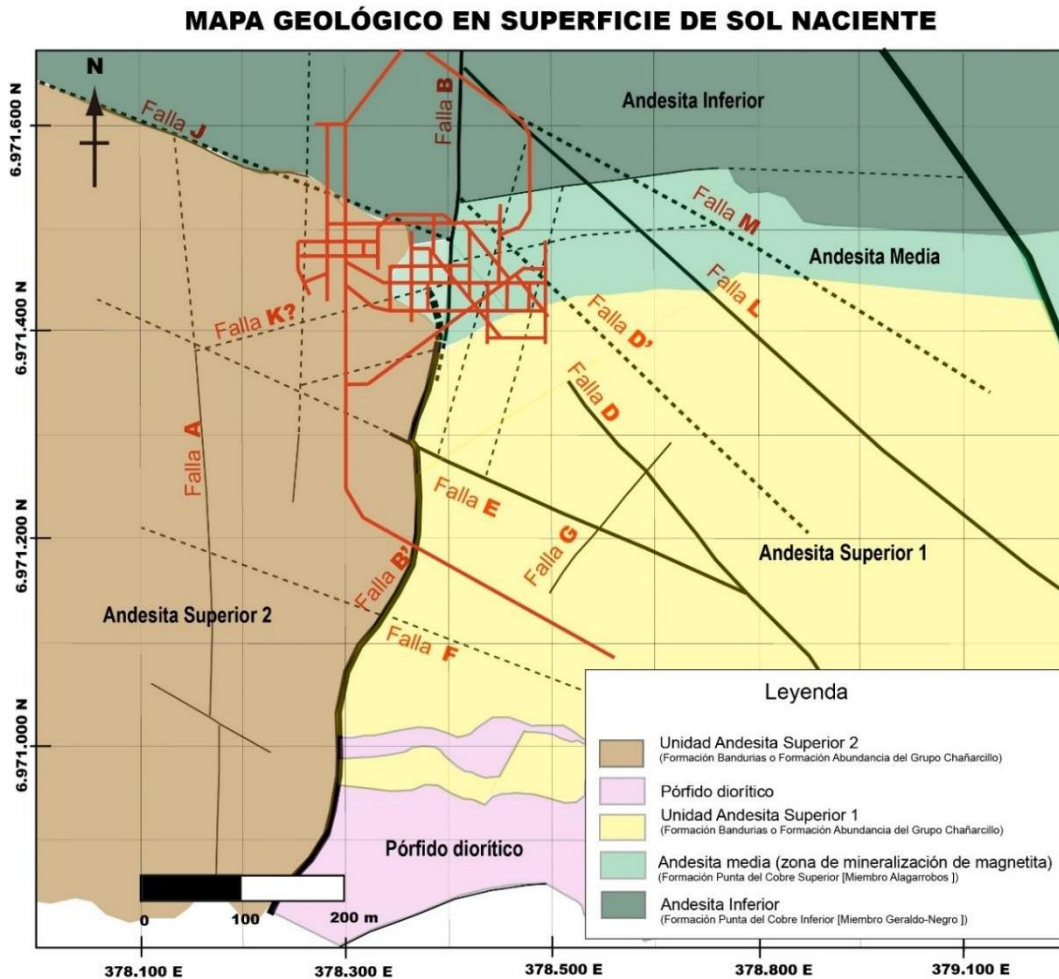 MAPA GEOLÓGICO EN SUPERFICIE DE SOL NACIENTE
N
6.971.600 N
6.971.400 N
6.971.200 N
6.971.000 N
Falla J
Falla B
Andesita Inferior
Falla M
Andesita Media
Falla L
Falla K?
Falla D'
Falla D
Falla A
Falla E
Falla G
Andesita Superior 1
Falla B'
Andesita Superior 2
Falla F
Pórfido diorítico
0 100 200 m
378.100 E
378.300 E
378.500 E
378.800 E
379.100 E
Leyenda
Unidad Andesita Superior 2
(Formación Bandurias o Formación Abundancia del Grupo Chañarcillo)
Pórfido diorítico
Unidad Andesita Superior 1
(Formación Bandurias o Formación Abundancia del Grupo Chañarcillo)
Andesita media (zona de mineralización de magnetita)
(Formación Punta del Cobre Superior [Miembro Alagarrobos ])
Andesita Inferior
(Formación Punta del Cobre Inferior [Miembro Geraldo-Negro ])